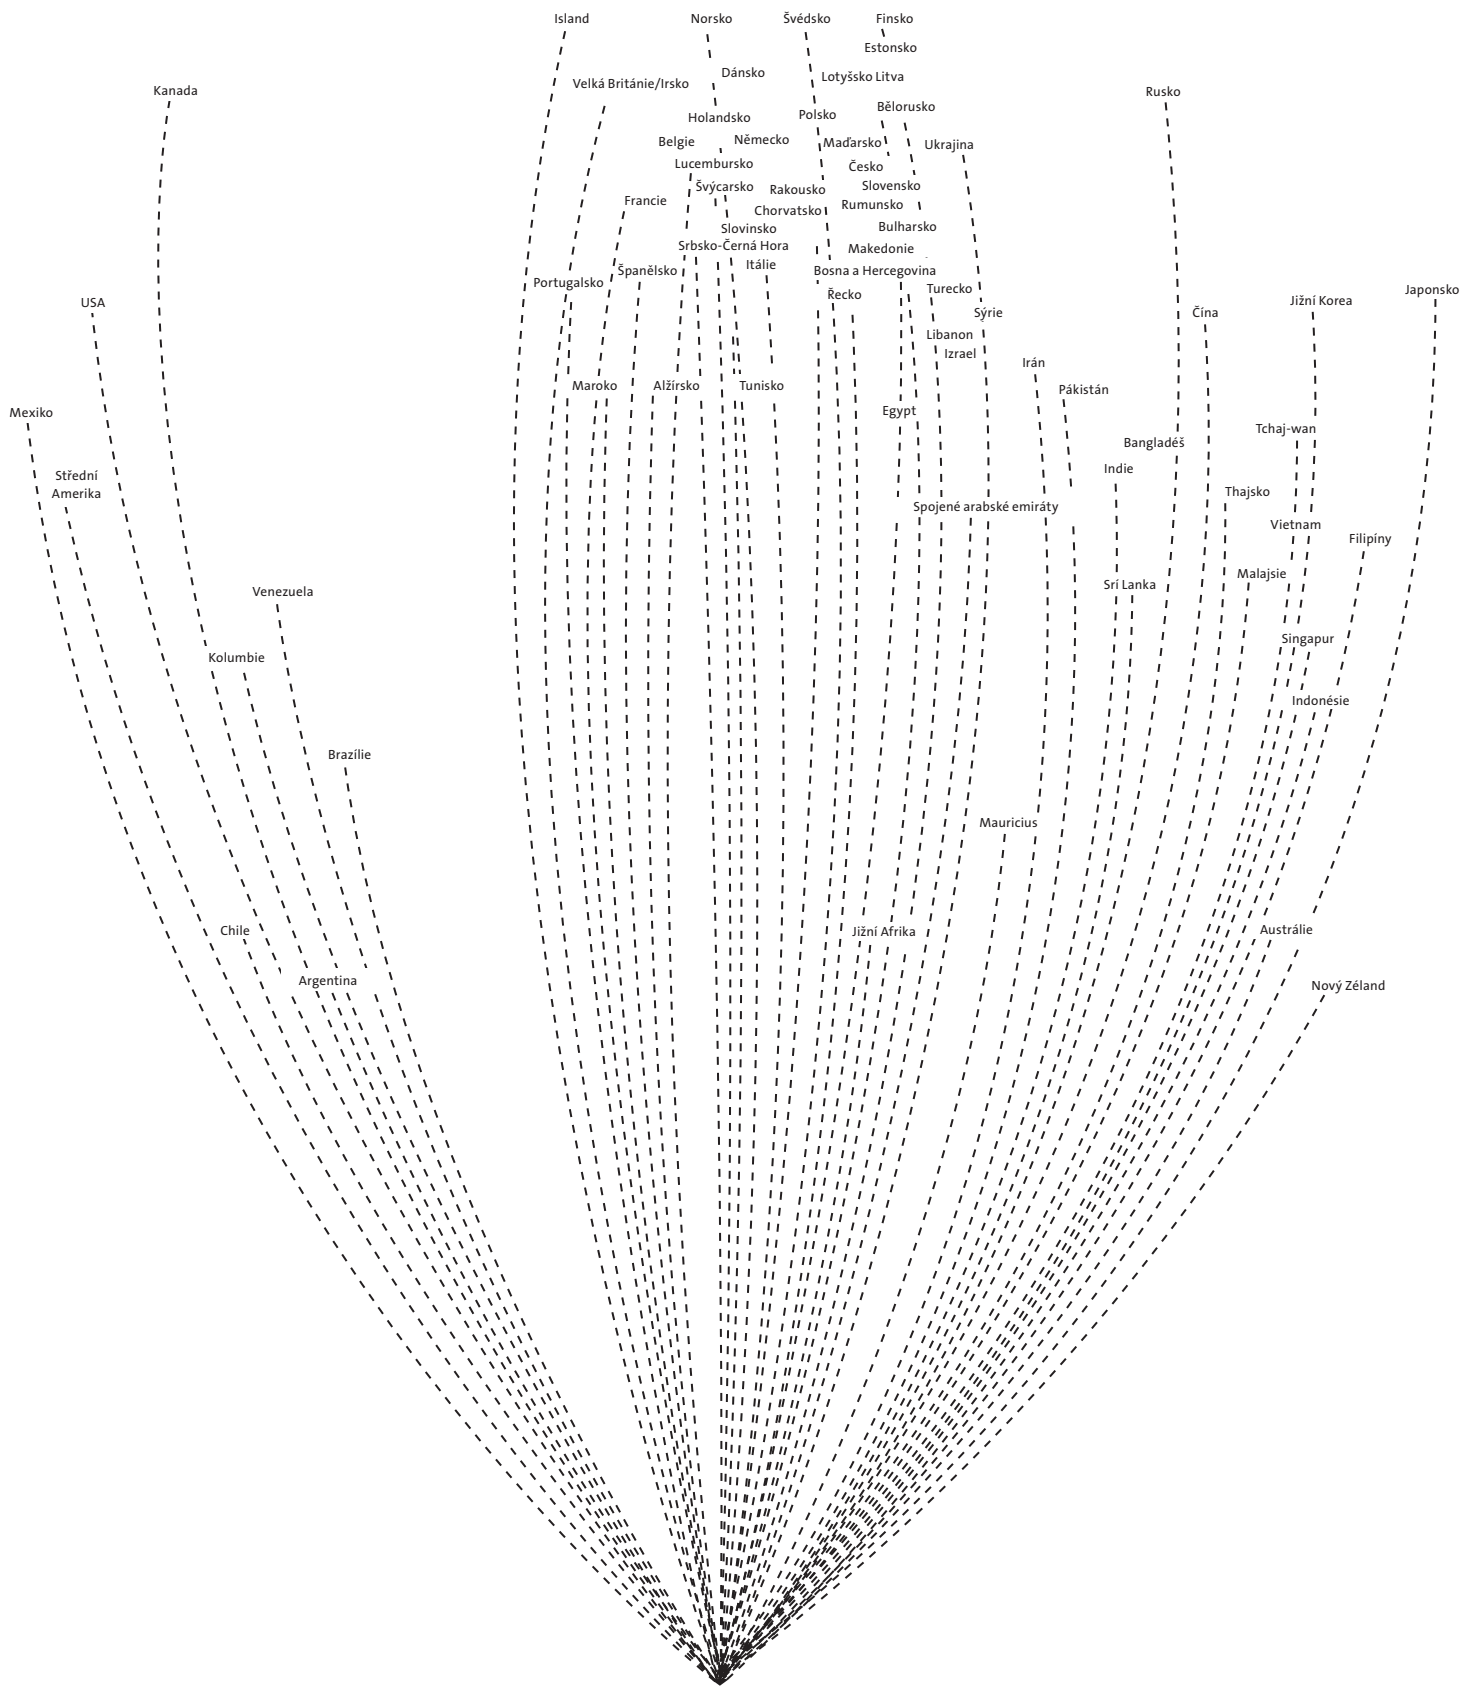 Island
Norsko
Švédsko
Finsko
Estonsko
Dánsko
Lotyšsko Litva
Velká Británie/Irsko
Kanada
Rusko
Bělorusko
Holandsko
Polsko
Belgie
Německo
Maďarsko
Ukrajina
Lucembursko
Česko
Švýcarsko
Rakousko
Slovensko
Francie
Rumunsko
Chorvatsko
Slovinsko
Bulharsko
Srbsko-Černá Hora
Makedonie
Itálie
Španělsko
Bosna a Hercegovina
Portugalsko
Turecko
Řecko
Japonsko
USA
Jižní Korea
Sýrie
Čína
Libanon
Izrael
Irán
Maroko
Alžírsko
Tunisko
Pákistán
Mexiko
Egypt
Tchaj-wan
Bangladéš
Indie
Střední
Amerika
Thajsko
Spojené arabské emiráty
Vietnam
Filipíny
Malajsie
Srí Lanka
Venezuela
Singapur
Kolumbie
Indonésie
Brazílie
Mauricius
Chile
Jižní Afrika
Austrálie
Argentina
Nový Zéland